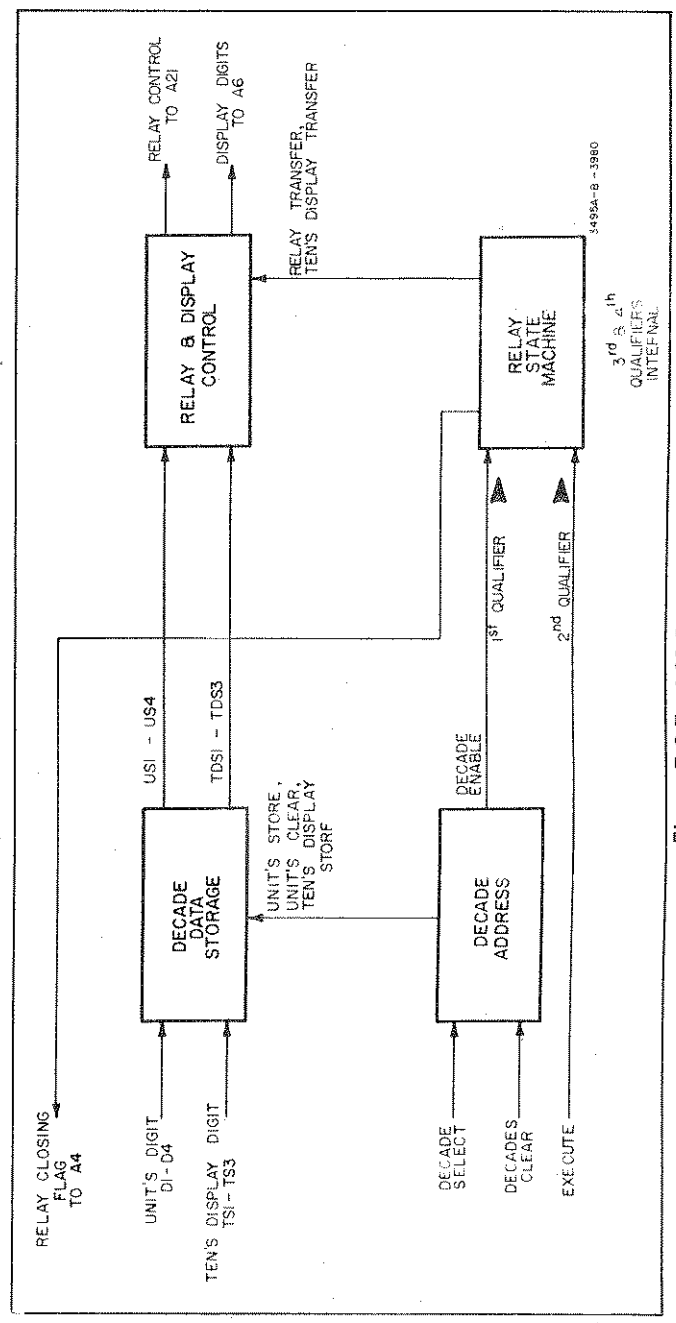 RELAY CLOSING
FLAG
TO A4
UNIT'S DIGIT
D1-D4
TEN'S DISPLAY DIGIT
TS1-TS3
DECADE
DATA
STORAGE
US1 - US4
TDS1 - TDS3
RELAY & DISPLAY
CONTROL
RELAY CONTROL
TO A21
DISPLAY DIGITS
TO A6
UNIT'S STORE,
UNIT'S CLEAR,
TEN'S DISPLAY
STORE
RELAY TRANSFER,
TEN'S DISPLAY TRANSFER
DECADE
SELECT
DECADES
CLEAR
EXECUTE
DECADE
ADDRESS
DECADE
ENABLE
1st QUALIFIER
2nd QUALIFIER
RELAY
STATE
MACHINE
3495A-B-3980
3rd & 4th
QUALIFIERS
INTERNAL